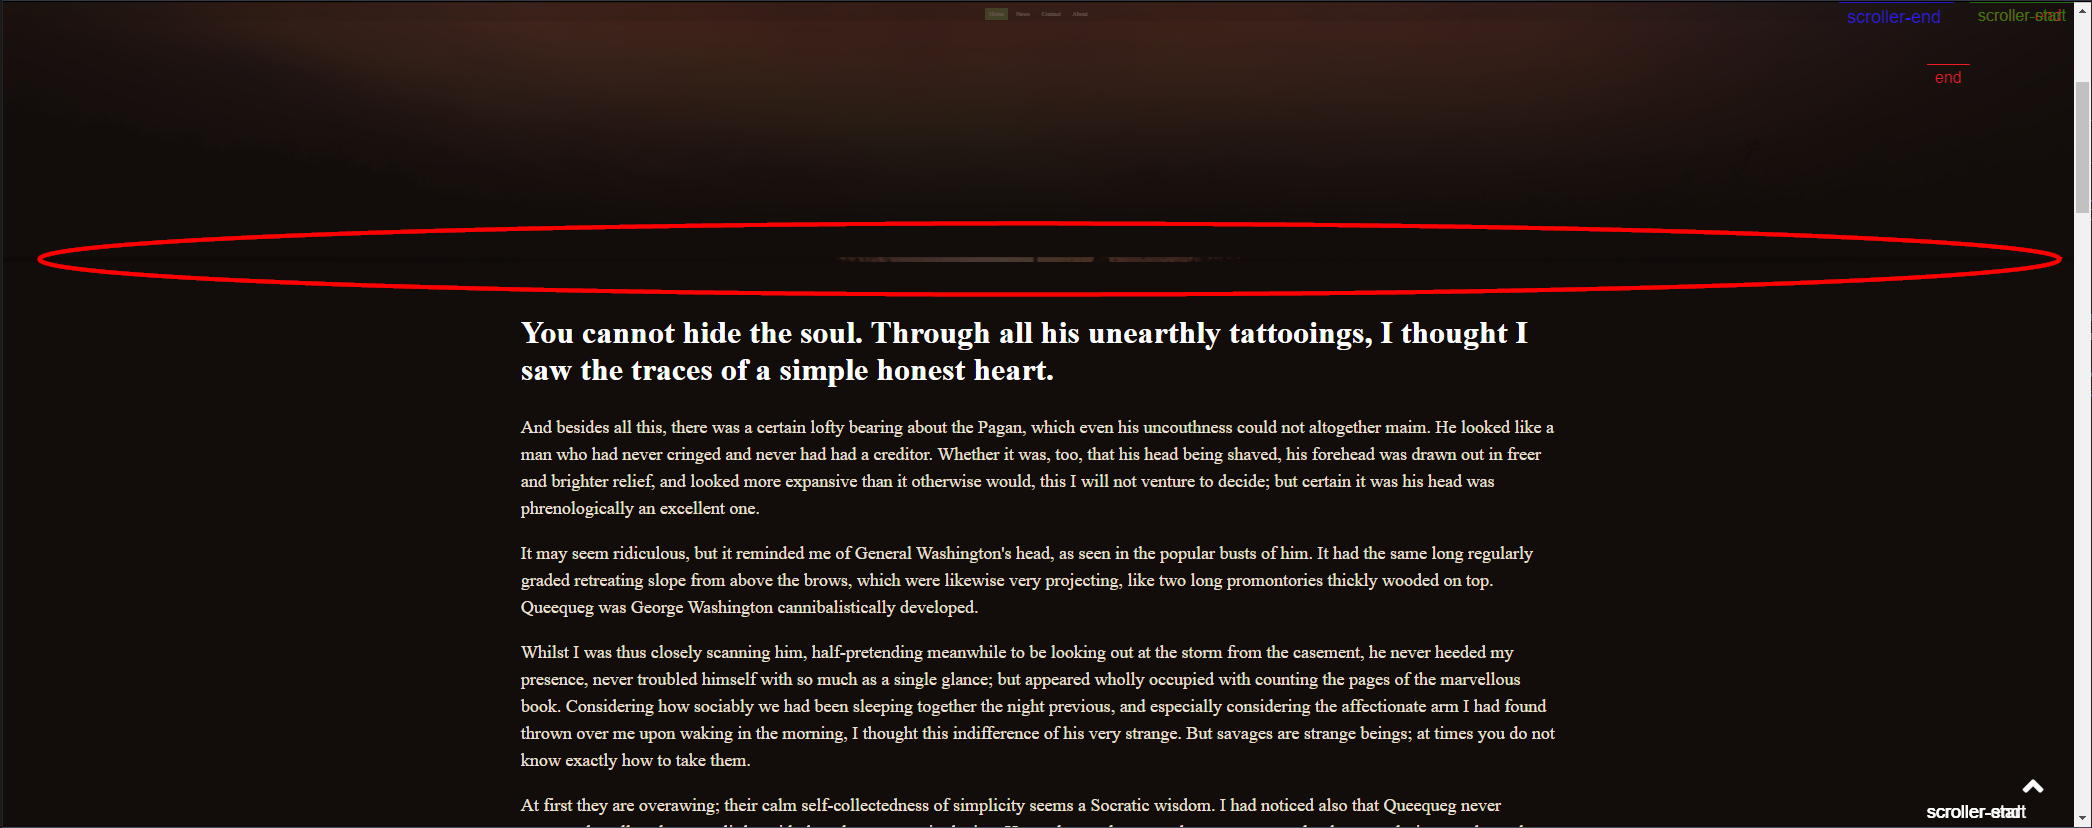 Home News Contact About
scroller-end
scroller-start
end
You cannot hide the soul. Through all his unearthly tattooings, I thought I
saw the traces of a simple honest heart.
And besides all this, there was a certain lofty bearing about the Pagan, which even his uncouthness could not altogether maim. He looked like a
man who had never cringed and never had had a creditor. Whether it was, too, that his head being shaved, his forehead was drawn out in freer
and brighter relief, and looked more expansive than it otherwise would, this I will not venture to decide; but certain it was his head was
phrenologically an excellent one.
It may seem ridiculous, but it reminded me of General Washington's head, as seen in the popular busts of him. It had the same long regularly
graded retreating slope from above the brows, which were likewise very projecting, like two long promontories thickly wooded on top.
Queequeg was George Washington cannibalistically developed.
Whilst I was thus closely scanning him, half-pretending meanwhile to be looking out at the storm from the casement, he never heeded my
presence, never troubled himself with so much as a single glance; but appeared wholly occupied with counting the pages of the marvellous
book. Considering how sociably we had been sleeping together the night previous, and especially considering the affectionate arm I had found
thrown over me upon waking in the morning, I thought this indifference of his very strange. But savages are strange beings; at times you do not
know exactly how to take them.
At first they are overawing; their calm self-collectedness of simplicity seems a Socratic wisdom. I had noticed also that Queequeg never